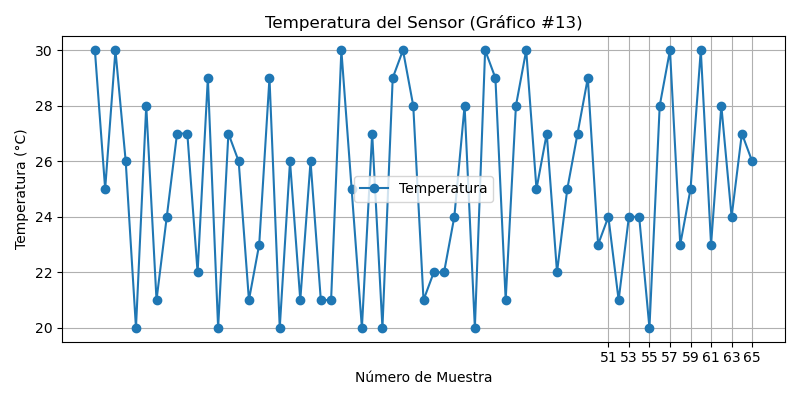 Temperatura del Sensor (Gráfico #13)
Temperatura (°C)
30
28
26
24
22
20
Temperatura
51 53 55 57 59 61 63 65
Número de Muestra